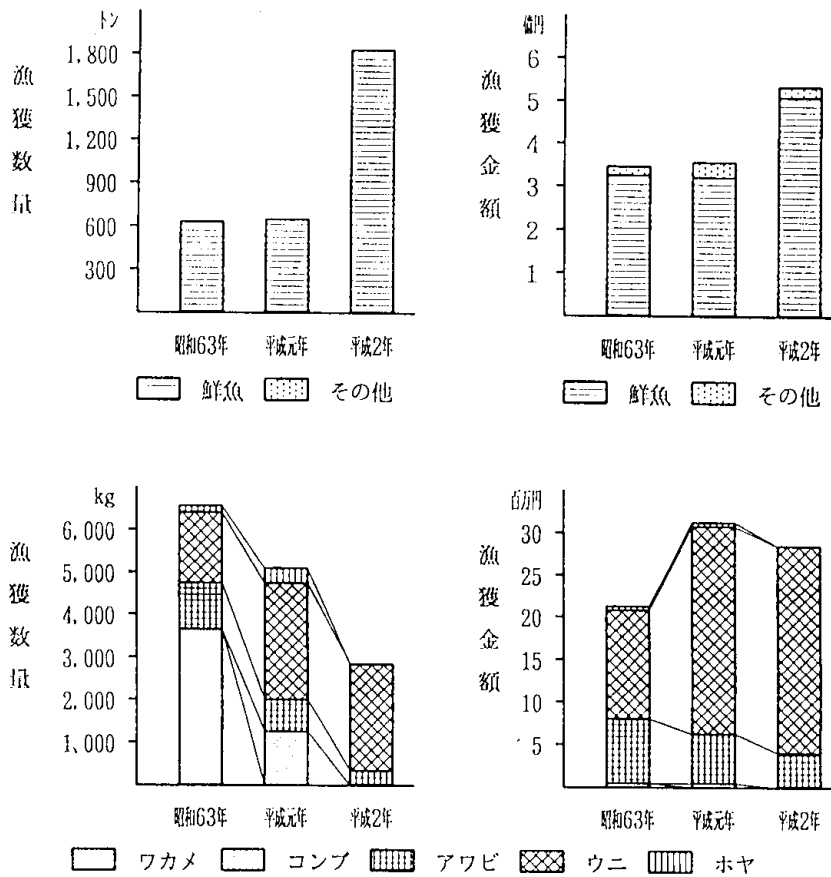 トン
漁獲数量
1,800
1,500
1,200
900
600
300
昭和63年 平成元年 平成2年
鮮魚 その他
億円
漁獲金額
6
5
4
3
2
1
昭和63年 平成元年 平成2年
鮮魚 その他
kg
漁獲数量
6,000
5,000
4,000
3,000
2,000
1,000
昭和63年 平成元年 平成2年
百万円
漁獲金額
30
25
20
15
10
5
昭和63年 平成元年 平成2年
ワカメ コンブ アワビ ウニ ホヤ